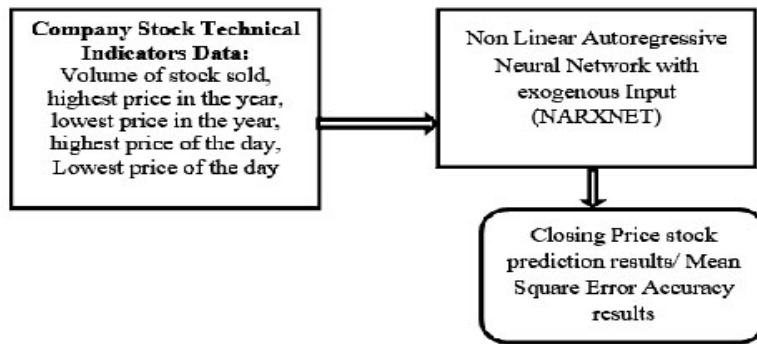 Company Stock Technical
Indicators Data:
Volume of stock sold,
highest price in the year,
lowest price in the year,
highest price of the day,
Lowest price of the day
Non Linear Autoregressive
Neural Network with
exogenous Input
(NARXNET)
Closing Price stock
prediction results/ Mean
Square Error Accuracy
results